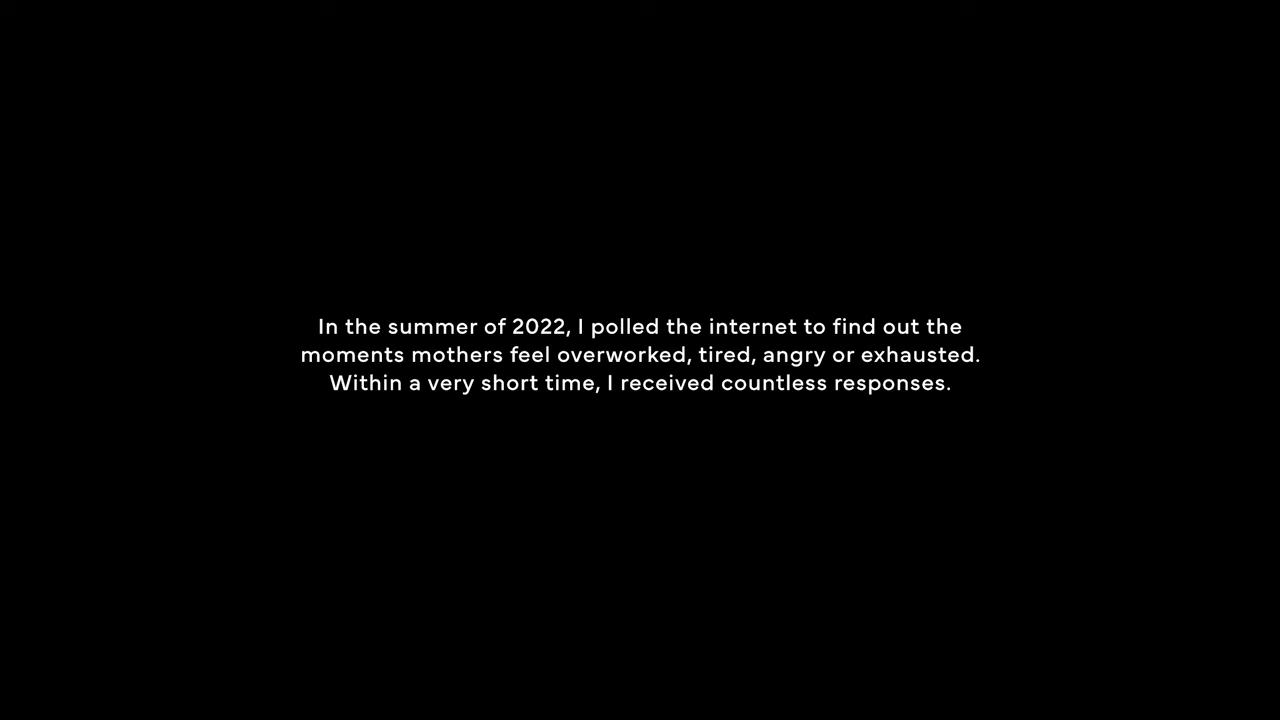 In the summer of 2022, I polled the internet to find out the
moments mothers feel overworked, tired, angry or exhausted.
Within a very short time, I received countless responses.